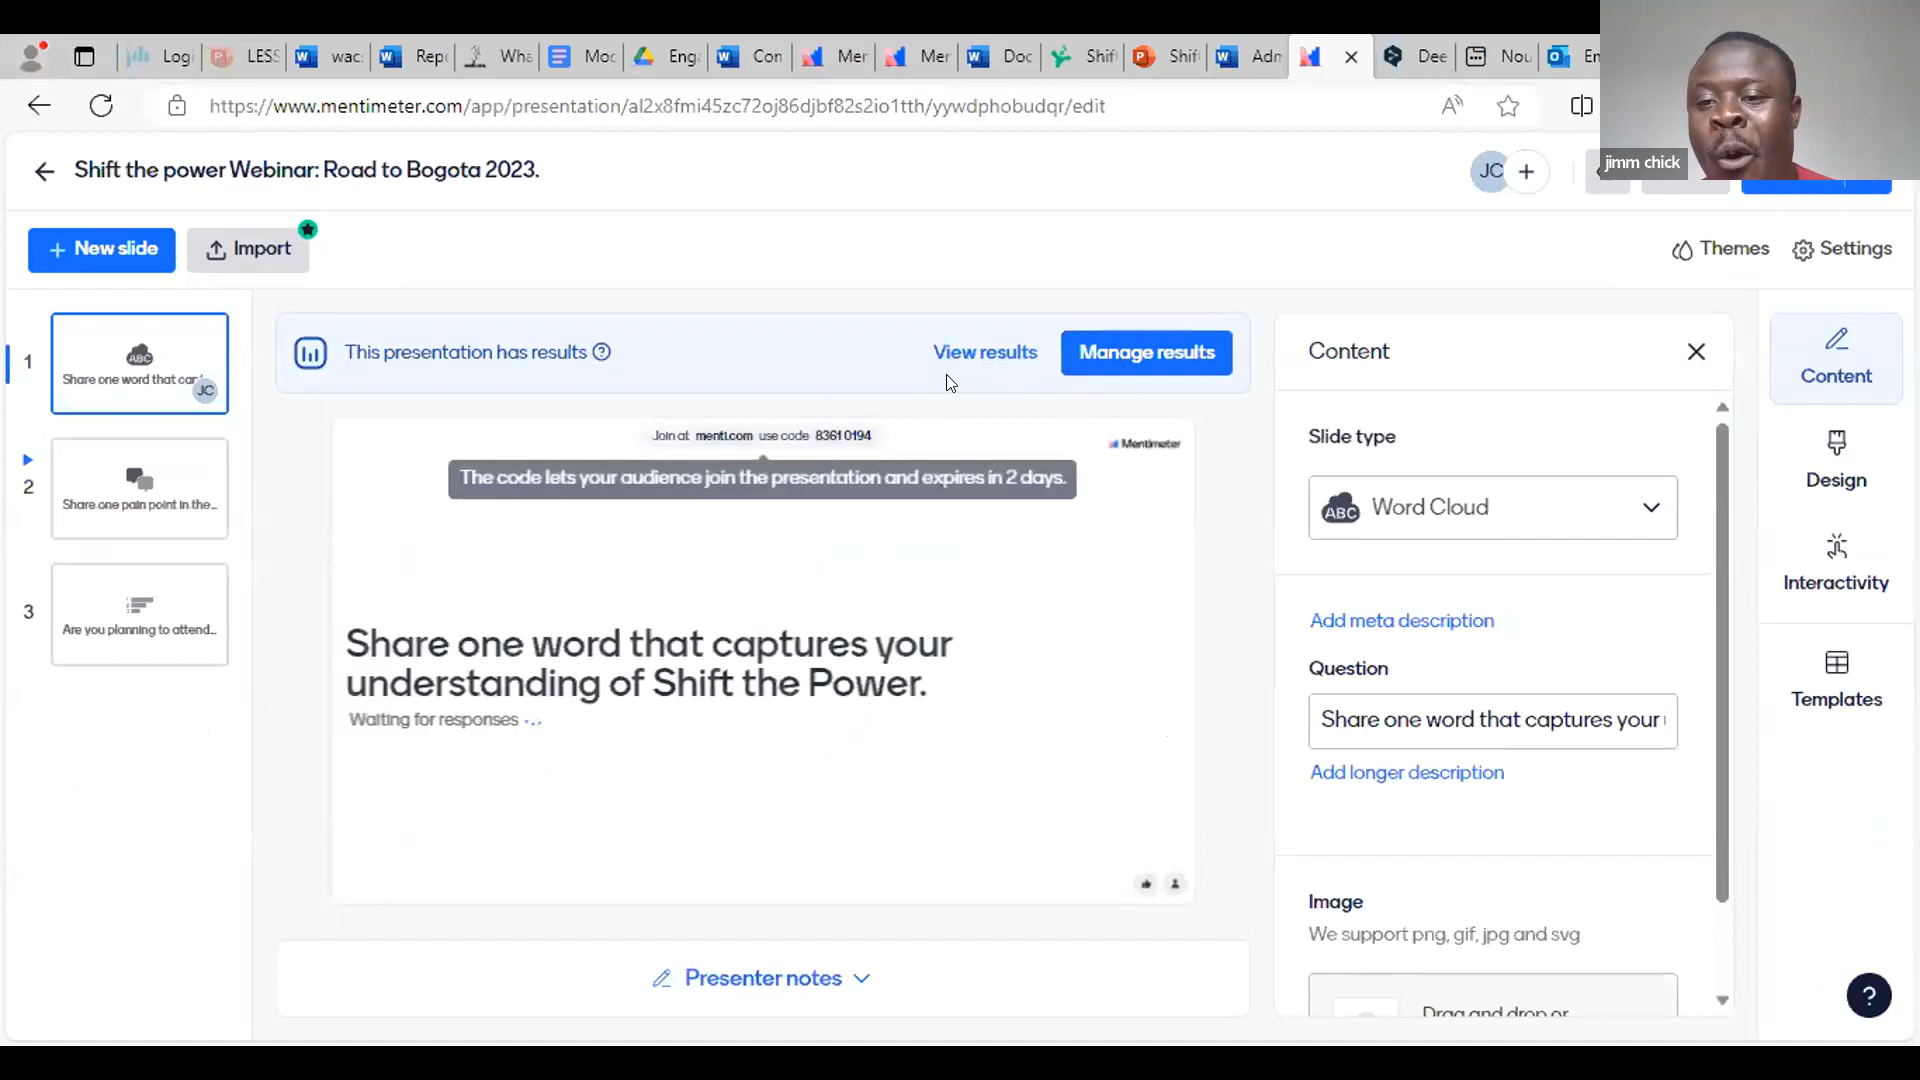 Logi
LESS
wac
Repo
Wha
Moc
Eng
Con
Mer
Mer
Doc
Shif
Shif
Adn
Dee
Nou
En
https://www.mentimeter.com/app/presentation/al2x8fmi45zc72oj86djbf82s2io1tth/yywdphobudqr/edit
jimm chick
Shift the power Webinar: Road to Bogota 2023.
JC
+ New slide
Import
Themes
Settings
1
Share one word that cap
JC
2
Share one pain point in the...
3
Are you planning to attend...
This presentation has results
View results
Manage results
Join at menti.com use code 8361 0194
Mentimeter
The code lets your audience join the presentation and expires in 2 days.
Share one word that captures your
understanding of Shift the Power.
Waiting for responses ...
Presenter notes
Content
Slide type
ABC Word Cloud
Add meta description
Question
Share one word that captures your
Add longer description
Image
We support png, gif, jpg and svg
Drag and drop or
Content
Design
Interactivity
Templates
?